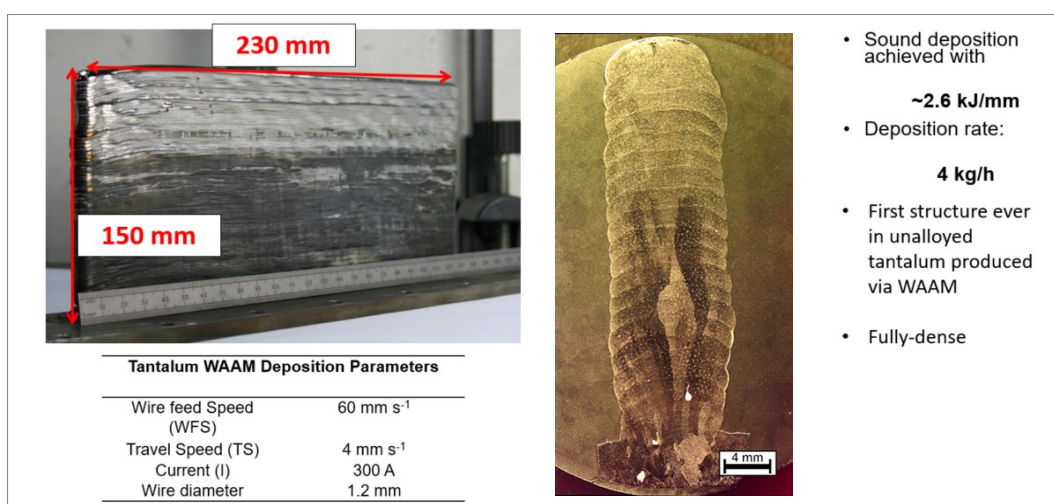 230 mm
150 mm
Tantalum WAAM Deposition Parameters
Wire feed Speed (WFS) 60 mm s-1
Travel Speed (TS) 4 mm s-1
Current (I) 300 A
Wire diameter 1.2 mm
4 mm
• Sound deposition
achieved with
~2.6 kJ/mm
• Deposition rate:
4 kg/h
• First structure ever
in unalloyed
tantalum produced
via WAAM
• Fully-dense